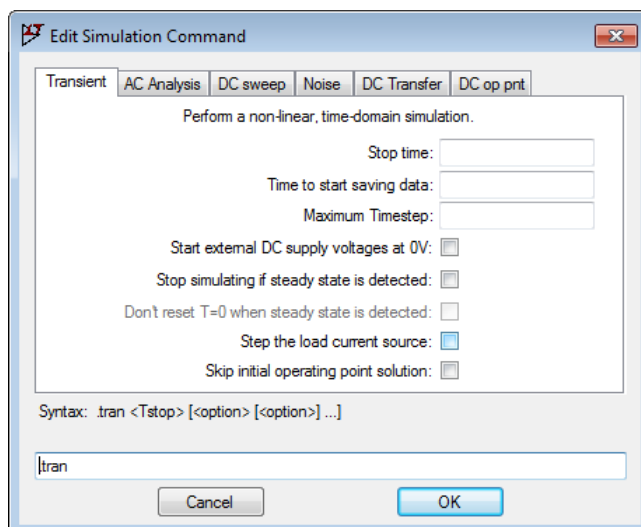 Edit Simulation Command
Transient AC Analysis DC sweep Noise DC Transfer DC op pnt
Perform a non-linear, time-domain simulation.
Stop time:
Time to start saving data:
Maximum Timestep:
Start external DC supply voltages at 0V:
Stop simulating if steady state is detected:
Don't reset T=0 when steady state is detected:
Step the load current source:
Skip initial operating point solution:
Syntax: .tran <Tstop> [<option> [<option>] ...]
.tran
Cancel OK